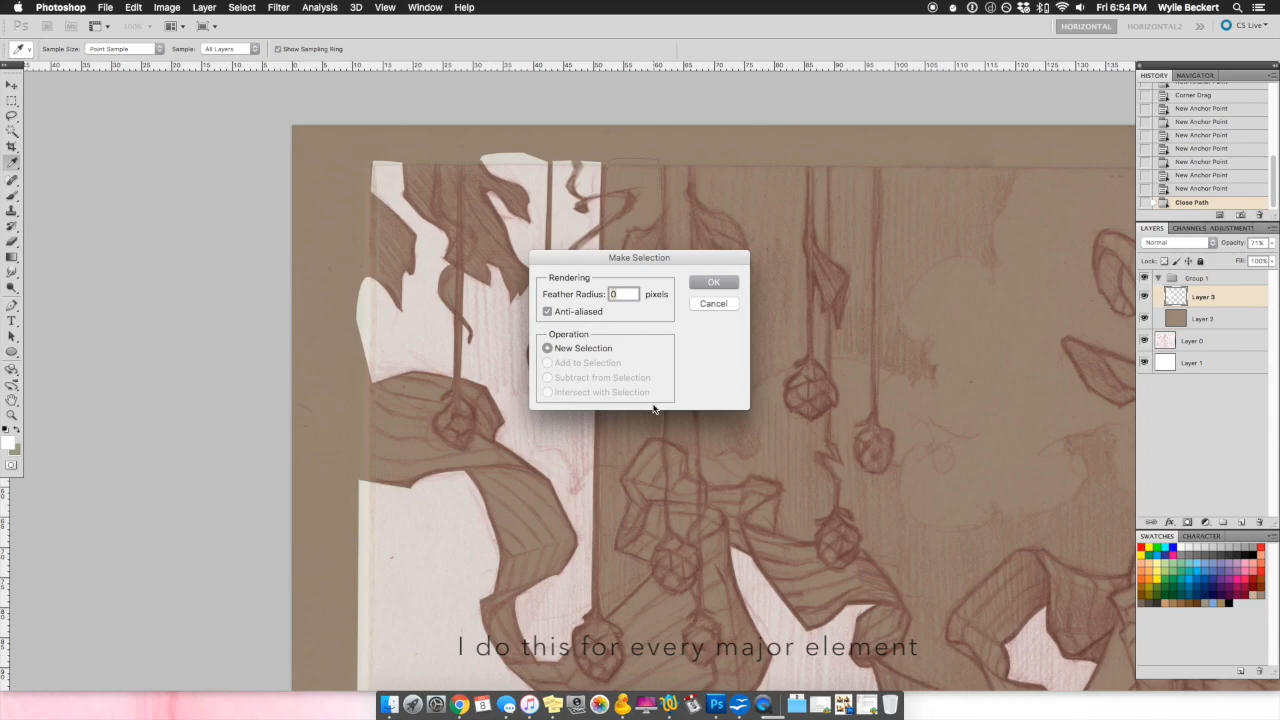 Photoshop File Edit Image Layer Select Filter Analysis 3D View Window Help
Fri 6:54 PM Wylie Beckert
Ps 100%
HORIZONTAL HORIZONTAL2 CS Live
Sample Size: Point Sample Sample: All Layers Show Sampling Ring
HISTORY NAVIGATOR
New Anchor Point
Corner Drag
New Anchor Point
New Anchor Point
New Anchor Point
New Anchor Point
New Anchor Point
New Anchor Point
New Anchor Point
Close Path
LAYERS CHANNELS ADJUSTMENT
Normal Opacity: 71%
Lock: Fill: 100%
Group 1
Layer 3
Layer 2
Layer 0
Layer 1
SWATCHES CHARACTER
Make Selection
Rendering
Feather Radius: 0 pixels
Anti-aliased
OK
Cancel
Operation
New Selection
Add to Selection
Subtract from Selection
Intersect with Selection
I do this for every major element